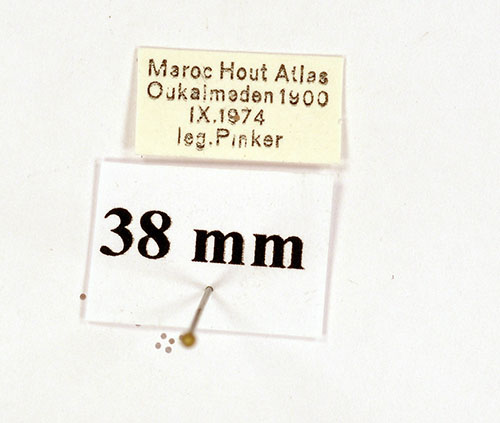 Maroc Hout Atlas
Oukaimeden 1900
IX.1974
leg.Pinker
38 mm